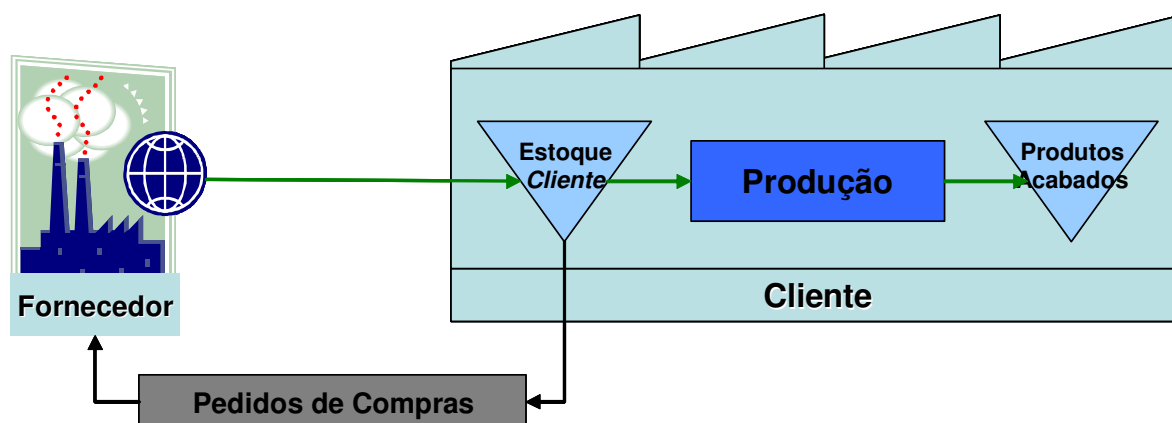 Estoque
Cliente
Produção
Produtos
Acabados
Cliente
Fornecedor
Pedidos de Compras